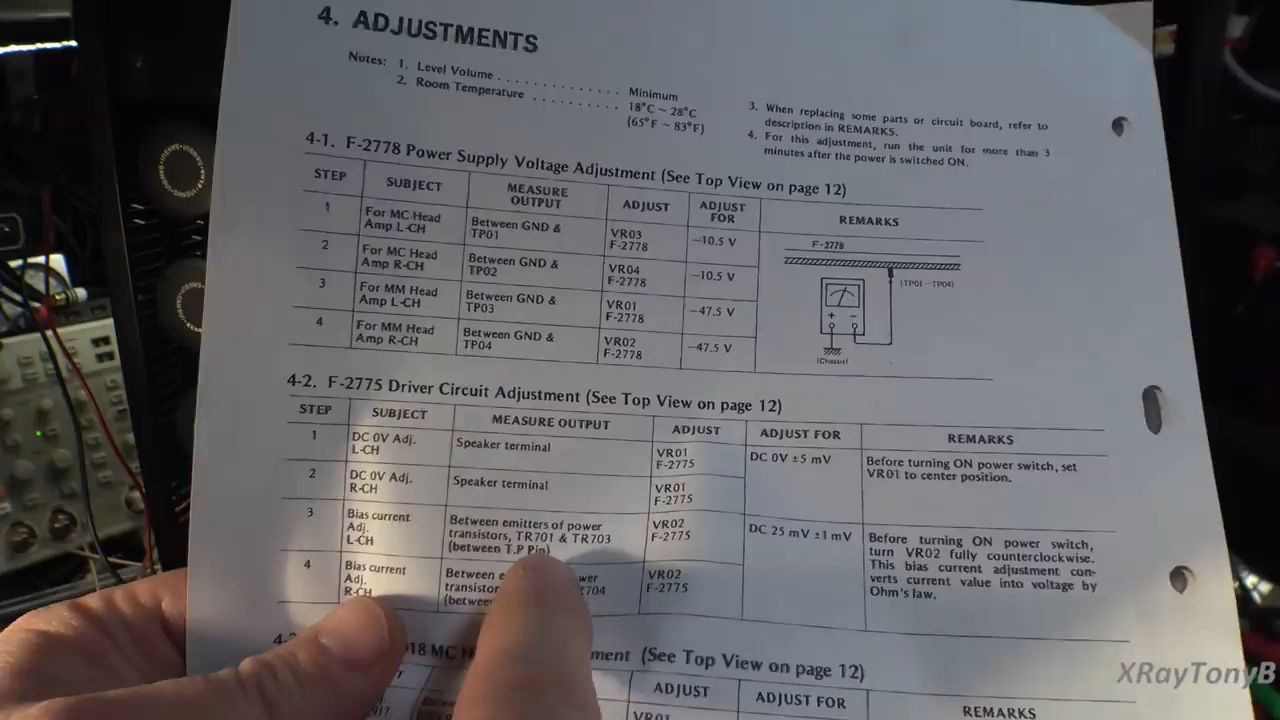 4. ADJUSTMENTS
Notes: 1. Level Volume . . . . . . . . . . . . . . Minimum
2. Room Temperature . . . . . . . . . . 18°C ~ 28°C
(65°F ~ 83°F)
3. When replacing some parts or circuit board, refer to
description in REMARKS.
4. For this adjustment, run the unit for more than 3
minutes after the power is switched ON.
4-1. F-2778 Power Supply Voltage Adjustment (See Top View on page 12)
STEP SUBJECT MEASURE OUTPUT ADJUST ADJUST FOR REMARKS
1 For MC Head Amp L-CH Between GND & TP01 VR03 F-2778 −10.5 V
2 For MC Head Amp R-CH Between GND & TP02 VR04 F-2778 −10.5 V
3 For MM Head Amp L-CH Between GND & TP03 VR01 F-2778 −47.5 V
4 For MM Head Amp R-CH Between GND & TP04 VR02 F-2778 −47.5 V
F-2778
(TP01 - TP04)
+ −
(Chassis)
4-2. F-2775 Driver Circuit Adjustment (See Top View on page 12)
STEP SUBJECT MEASURE OUTPUT ADJUST ADJUST FOR REMARKS
1 DC 0V Adj. L-CH Speaker terminal VR01 F-2775 DC 0V ±5 mV Before turning ON power switch, set VR01 to center position.
2 DC 0V Adj. R-CH Speaker terminal VR01 F-2775
3 Bias current Adj. L-CH Between emitters of power transistors, TR701 & TR703 (between T.P Pin) VR02 F-2775 DC 25 mV ±1 mV Before turning ON power switch, turn VR02 fully counterclockwise. This bias current adjustment converts current value into voltage by Ohm's law.
4 Bias current Adj. R-CH Between VR02 F-2775
18 MC (See Top View on page 12)
ADJUST ADJUST FOR REMARKS
VR01
XRayTonyB